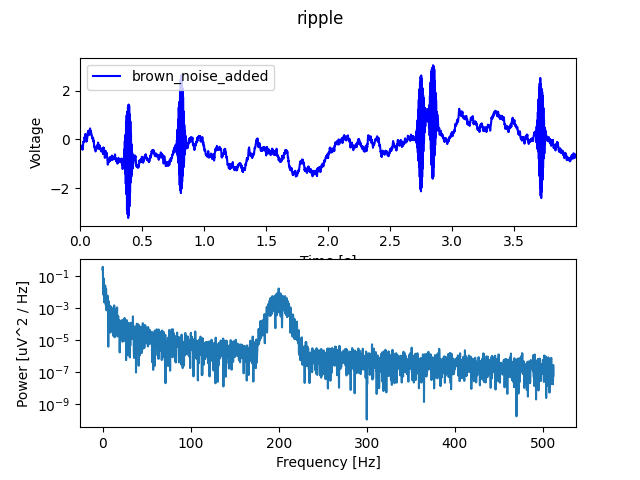 ripple
brown_noise_added
Voltage
2
0
−2
0.0 0.5 1.0 1.5 2.0 2.5 3.0 3.5
Time [s]
Power [uV^2 / Hz]
10^-1
10^-3
10^-5
10^-7
10^-9
0 100 200 300 400 500
Frequency [Hz]